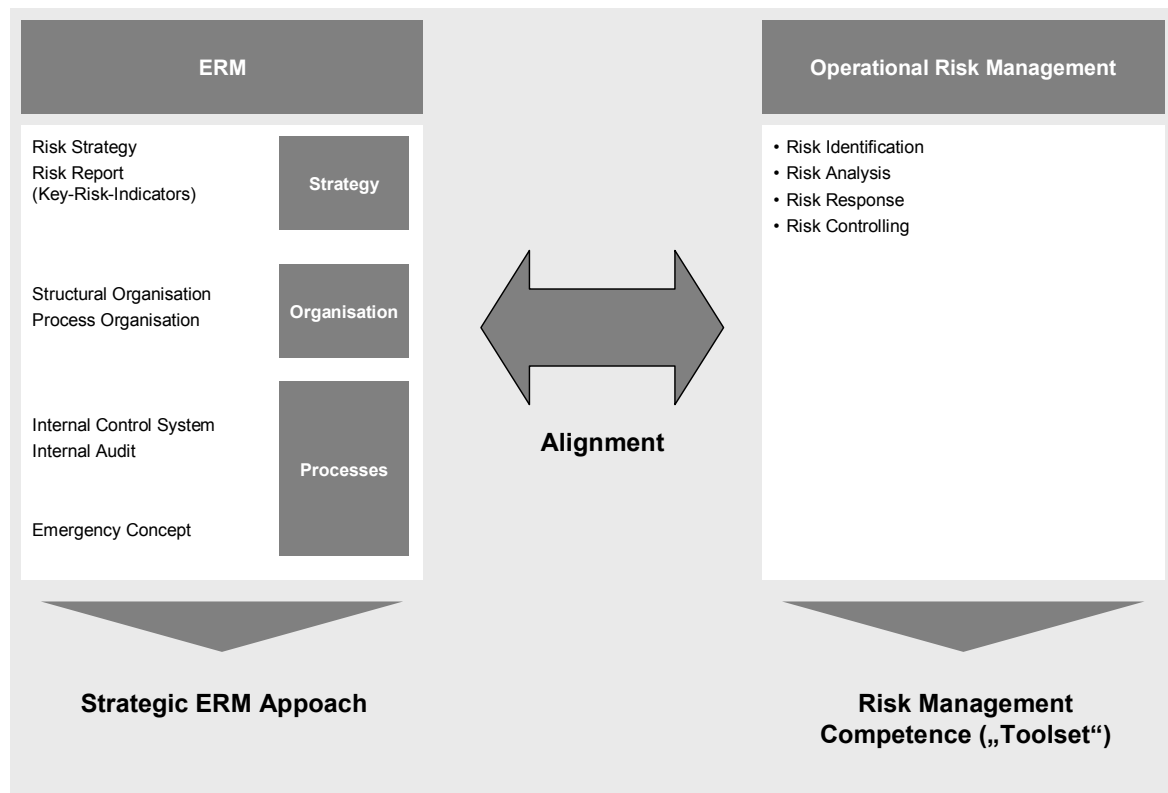 ERM
Risk Strategy
Risk Report
(Key-Risk-Indicators)
Strategy
Structural Organisation
Process Organisation
Organisation
Internal Control System
Internal Audit
Emergency Concept
Processes
Strategic ERM Appoach
Alignment
Operational Risk Management
• Risk Identification
• Risk Analysis
• Risk Response
• Risk Controlling
Risk Management
Competence („Toolset“)